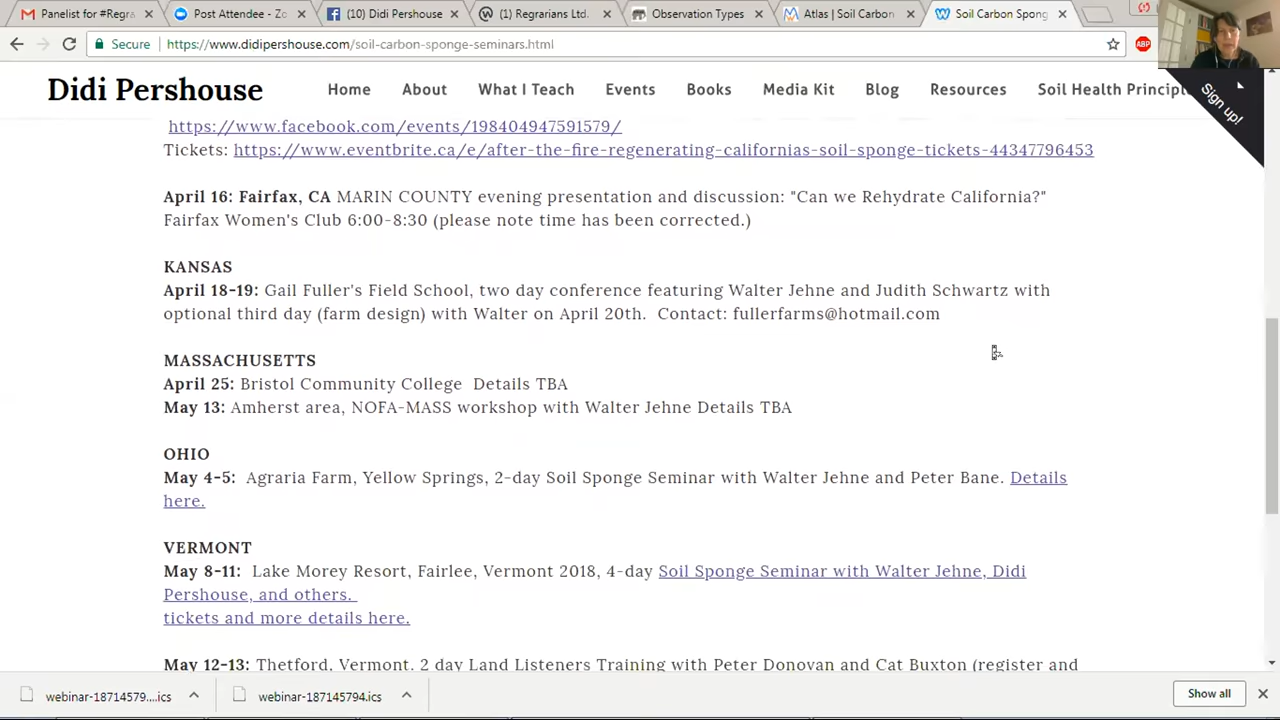 Panelist for #Regra
Post Attendee - Zo
(10) Didi Pershouse
(1) Regrarians Ltd.
Observation Types
Atlas | Soil Carbon
Soil Carbon Spong
Secure
https://www.didipershouse.com/soil-carbon-sponge-seminars.html
ABP
Didi Pershouse
Home
About
What I Teach
Events
Books
Media Kit
Blog
Resources
Soil Health Principl
Sign up!
https://www.facebook.com/events/198404947591579/
Tickets: https://www.eventbrite.ca/e/after-the-fire-regenerating-californias-soil-sponge-tickets-44347796453
April 16: Fairfax, CA MARIN COUNTY evening presentation and discussion: "Can we Rehydrate California?"
Fairfax Women's Club 6:00-8:30 (please note time has been corrected.)
KANSAS
April 18-19: Gail Fuller's Field School, two day conference featuring Walter Jehne and Judith Schwartz with
optional third day (farm design) with Walter on April 20th. Contact: fullerfarms@hotmail.com
MASSACHUSETTS
April 25: Bristol Community College Details TBA
May 13: Amherst area, NOFA-MASS workshop with Walter Jehne Details TBA
OHIO
May 4-5: Agraria Farm, Yellow Springs, 2-day Soil Sponge Seminar with Walter Jehne and Peter Bane. Details
here.
VERMONT
May 8-11: Lake Morey Resort, Fairlee, Vermont 2018, 4-day Soil Sponge Seminar with Walter Jehne, Didi
Pershouse, and others.
tickets and more details here.
May 12-13: Thetford, Vermont. 2 day Land Listeners Training with Peter Donovan and Cat Buxton (register and
webinar-18714579....ics
webinar-187145794.ics
Show all